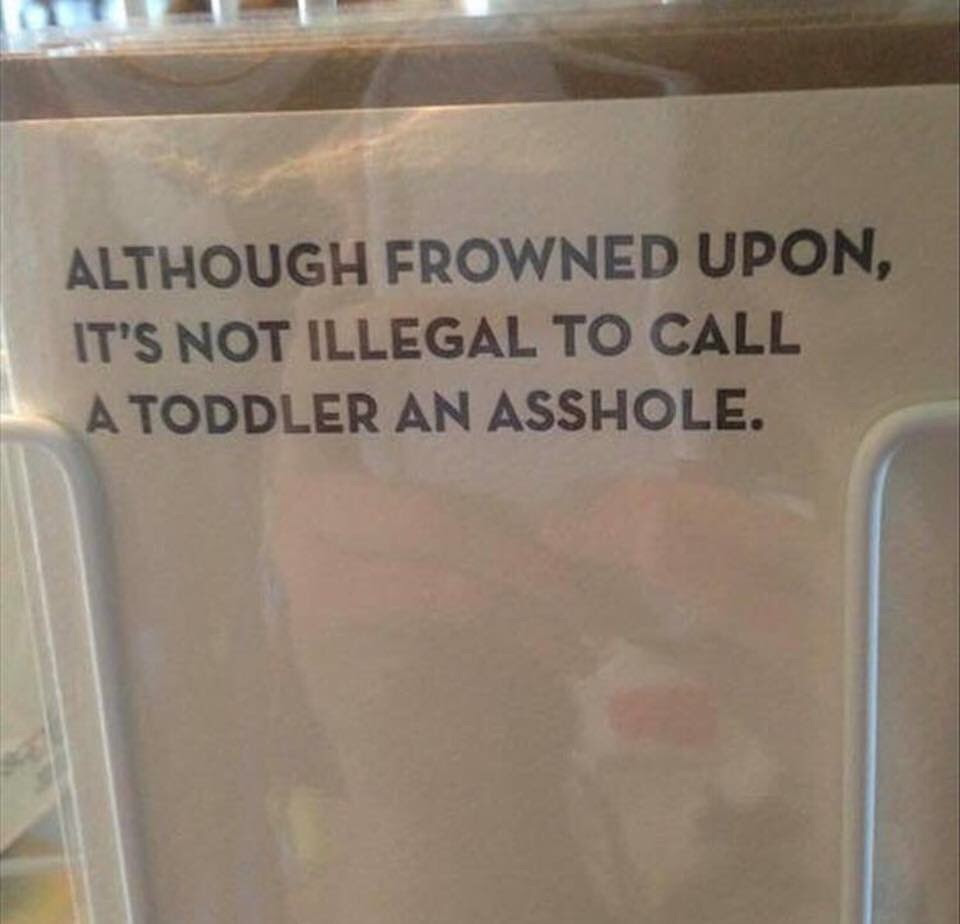 ALTHOUGH FROWNED UPON,
IT'S NOT ILLEGAL TO CALL
A TODDLER AN ASSHOLE.